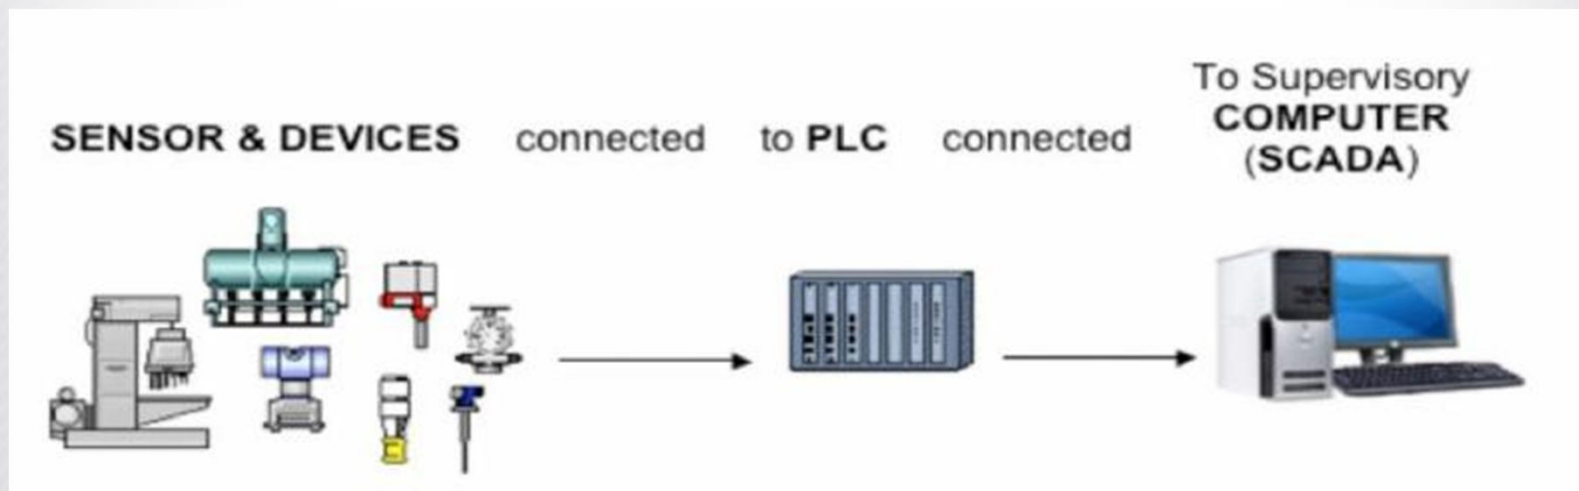 To Supervisory
SENSOR & DEVICES connected to PLC connected COMPUTER
(SCADA)